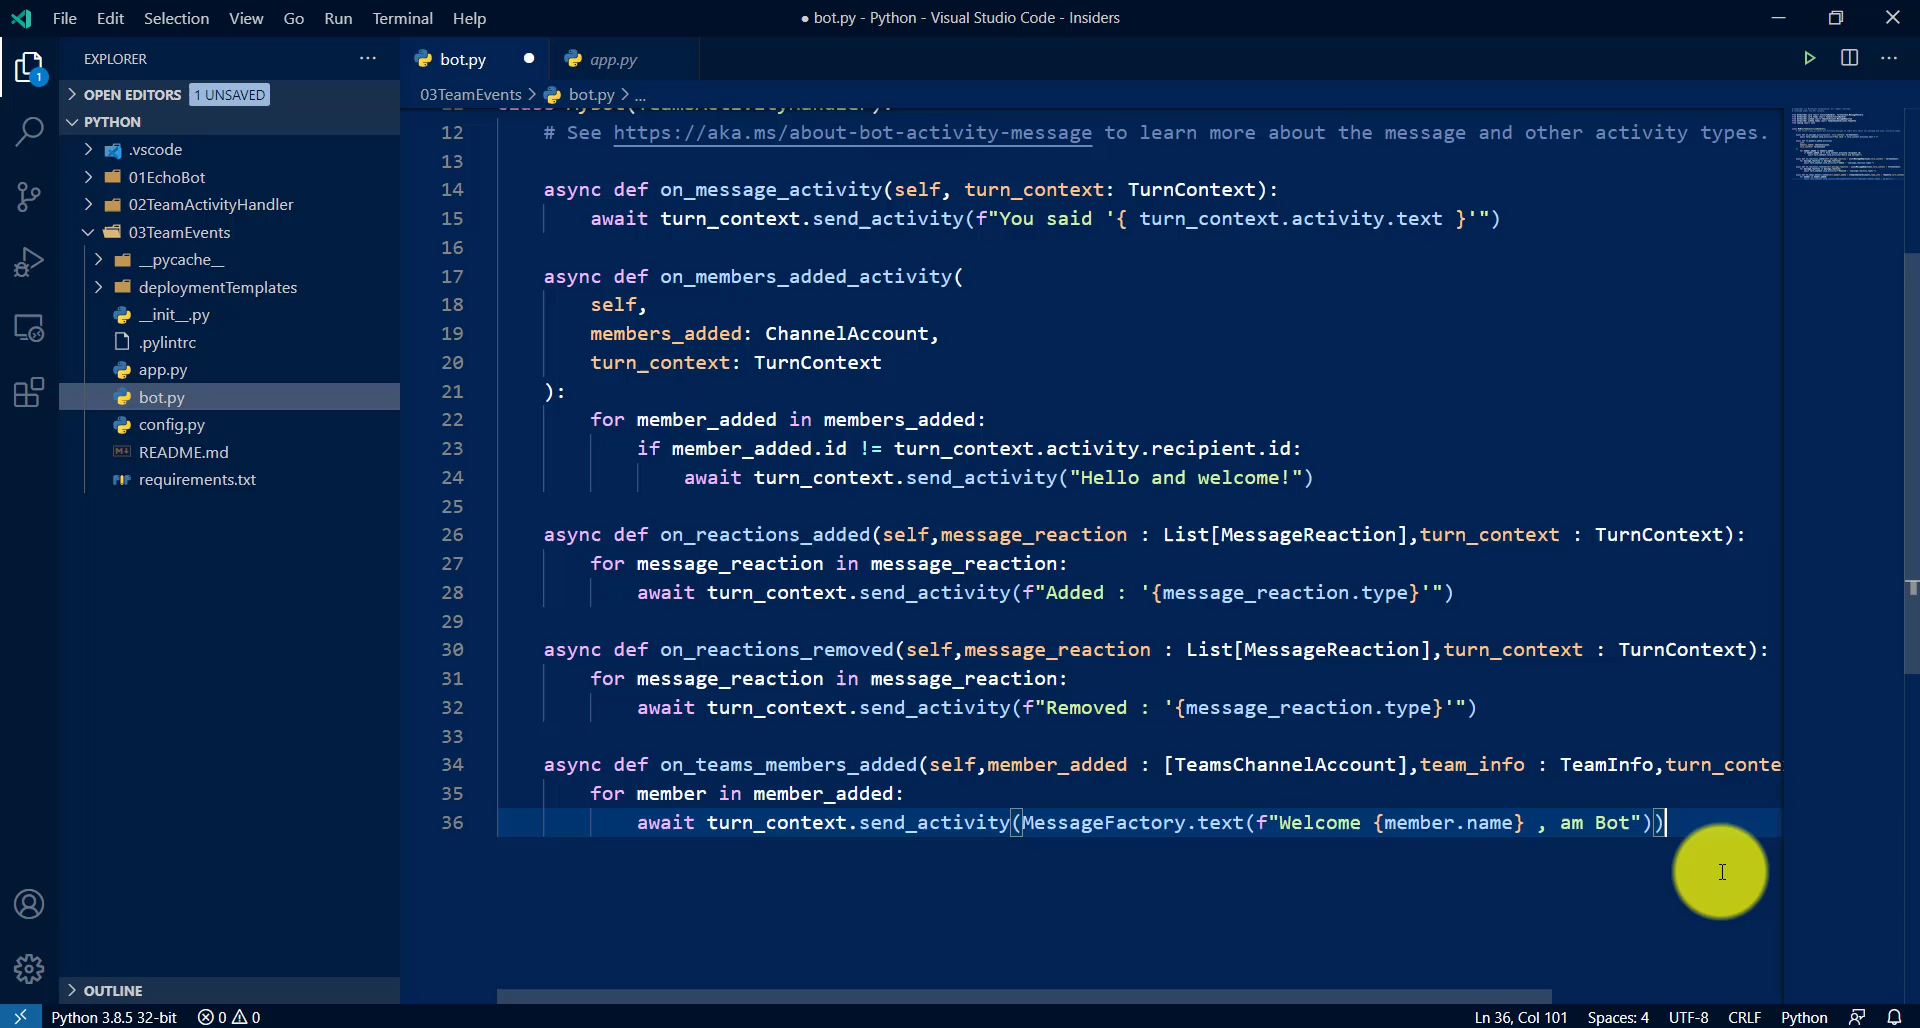 File Edit Selection View Go Run Terminal Help
● bot.py - Python - Visual Studio Code - Insiders
EXPLORER
1
OPEN EDITORS 1 UNSAVED
PYTHON
.vscode
01EchoBot
02TeamActivityHandler
03TeamEvents
__pycache__
deploymentTemplates
__init__.py
.pylintrc
app.py
bot.py
config.py
README.md
requirements.txt
OUTLINE
bot.py
app.py
03TeamEvents > bot.py > ...
12 # See https://aka.ms/about-bot-activity-message to learn more about the message and other activity types.
13
14 async def on_message_activity(self, turn_context: TurnContext):
15 await turn_context.send_activity(f"You said '{ turn_context.activity.text }'")
16
17 async def on_members_added_activity(
18 self,
19 members_added: ChannelAccount,
20 turn_context: TurnContext
21 ):
22 for member_added in members_added:
23 if member_added.id != turn_context.activity.recipient.id:
24 await turn_context.send_activity("Hello and welcome!")
25
26 async def on_reactions_added(self,message_reaction : List[MessageReaction],turn_context : TurnContext):
27 for message_reaction in message_reaction:
28 await turn_context.send_activity(f"Added : '{message_reaction.type}'")
29
30 async def on_reactions_removed(self,message_reaction : List[MessageReaction],turn_context : TurnContext):
31 for message_reaction in message_reaction:
32 await turn_context.send_activity(f"Removed : '{message_reaction.type}'")
33
34 async def on_teams_members_added(self,member_added : [TeamsChannelAccount],team_info : TeamInfo,turn_conte
35 for member in member_added:
36 await turn_context.send_activity(MessageFactory.text(f"Welcome {member.name} , am Bot"))
Python 3.8.5 32-bit 0 0 Ln 36, Col 101 Spaces: 4 UTF-8 CRLF Python